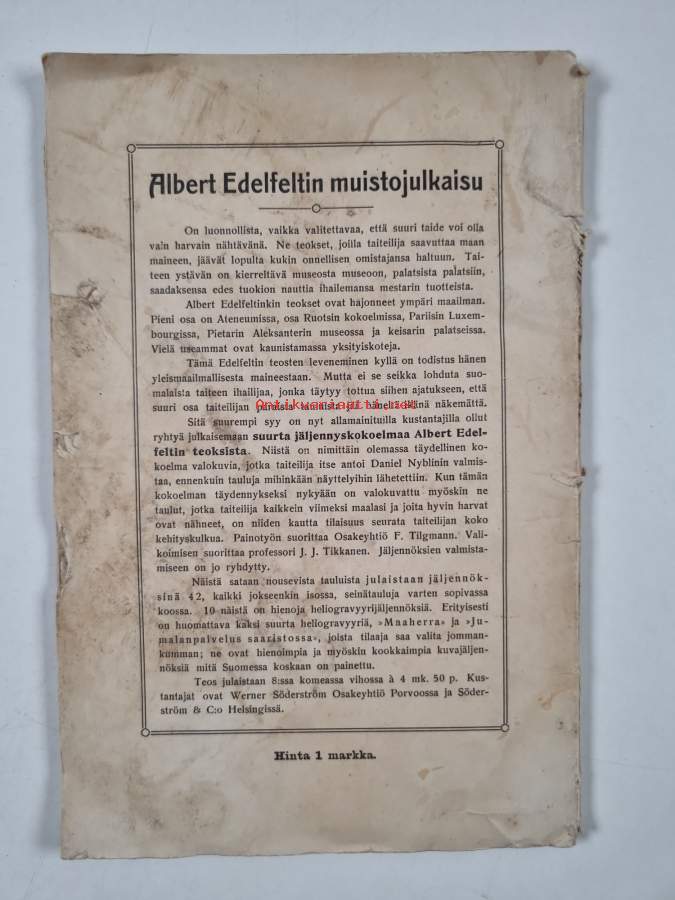 Albert Edelfeltin muistojulkaisu
On luonnollista, vaikka valitettavaa, että suuri taide voi olla
vain harvain nähtävänä. Ne teokset, joilla taiteilija saavuttaa maan
maineen, jäävät lopulta kukin onnellisen omistajansa haltuun. Tai-
teen ystävän on kierreltävä museosta museoon, palatsista palatsiin,
saadaksensa edes tuokion nauttia ihailemansa mestarin tuotteista.
Albert Edelfeltinkin teokset ovat hajonneet ympäri maailman.
Pieni osa on Ateneumissa, osa Ruotsin kokoelmissa, Pariisin Luxem-
bourgissa, Pietarin Aleksanterin museossa ja keisarin palatseissa.
Vielä useammat ovat kaunistamassa yksityiskoteja.
Tämä Edelfeltin teosten leveneminen kyllä on todistus hänen
yleismaailmallisesta maineestaan. Mutta ei se seikka lohduta suo-
malaista taiteen ihailijaa, jonka täytyy tottua siihen ajatukseen, että
suuri osa taiteilijan näkemättä.
Antikvariaatti.net
Sitä suurempi syy on nyt allamainituilla kustantajilla ollut
ryhtyä julkaisemaan suurta jäljennyskokoelmaa Albert Edel-
feltin teoksista. Niistä on nimittäin olemassa täydellinen ko-
koelma valokuvia, jotka taiteilija itse antoi Daniel Nyblinin valmis-
taa, ennenkuin tauluja mihinkään näyttelyihin lähetettiin. Kun tämän
kokoelman täydennykseksi nykyään on valokuvattu myöskin ne
taulut, jotka taiteilija kaikkein viimeksi maalasi ja joita hyvin harvat
ovat nähneet, on niiden kautta tilaisuus seurata taiteilijan koko
kehityskulkua. Painotyön suorittaa Osakeyhtiö F. Tilgmann. Vali-
koimisen suorittaa professori J. J. Tikkanen. Jäljennöksien valmista-
miseen on jo ryhdytty.
Näistä sataan nousevista tauluista julaistaan jäljennök-
sinä 42, kaikki jokseenkin isossa, seinätauluja varten sopivassa
koossa. 10 näistä on hienoja heliogravyyrijäljennöksiä. Erityisesti
on huomattava kaksi suurta heliogravyyriä, »Maaherra» ja »Ju-
malanpalvelus saaristossa», joista tilaaja saa valita jomman-
kumman; ne ovat hienoimpia ja myöskin kookkaimpia kuvajäljen-
nöksiä mitä Suomessa koskaan on painettu.
Teos julaistaan 8:ssa komeassa vihossa à 4 mk. 50 p. Kus-
tantajat ovat Werner Söderström Osakeyhtiö Porvoossa ja Söder-
ström & C:o Helsingissä.
Hinta 1 markka.